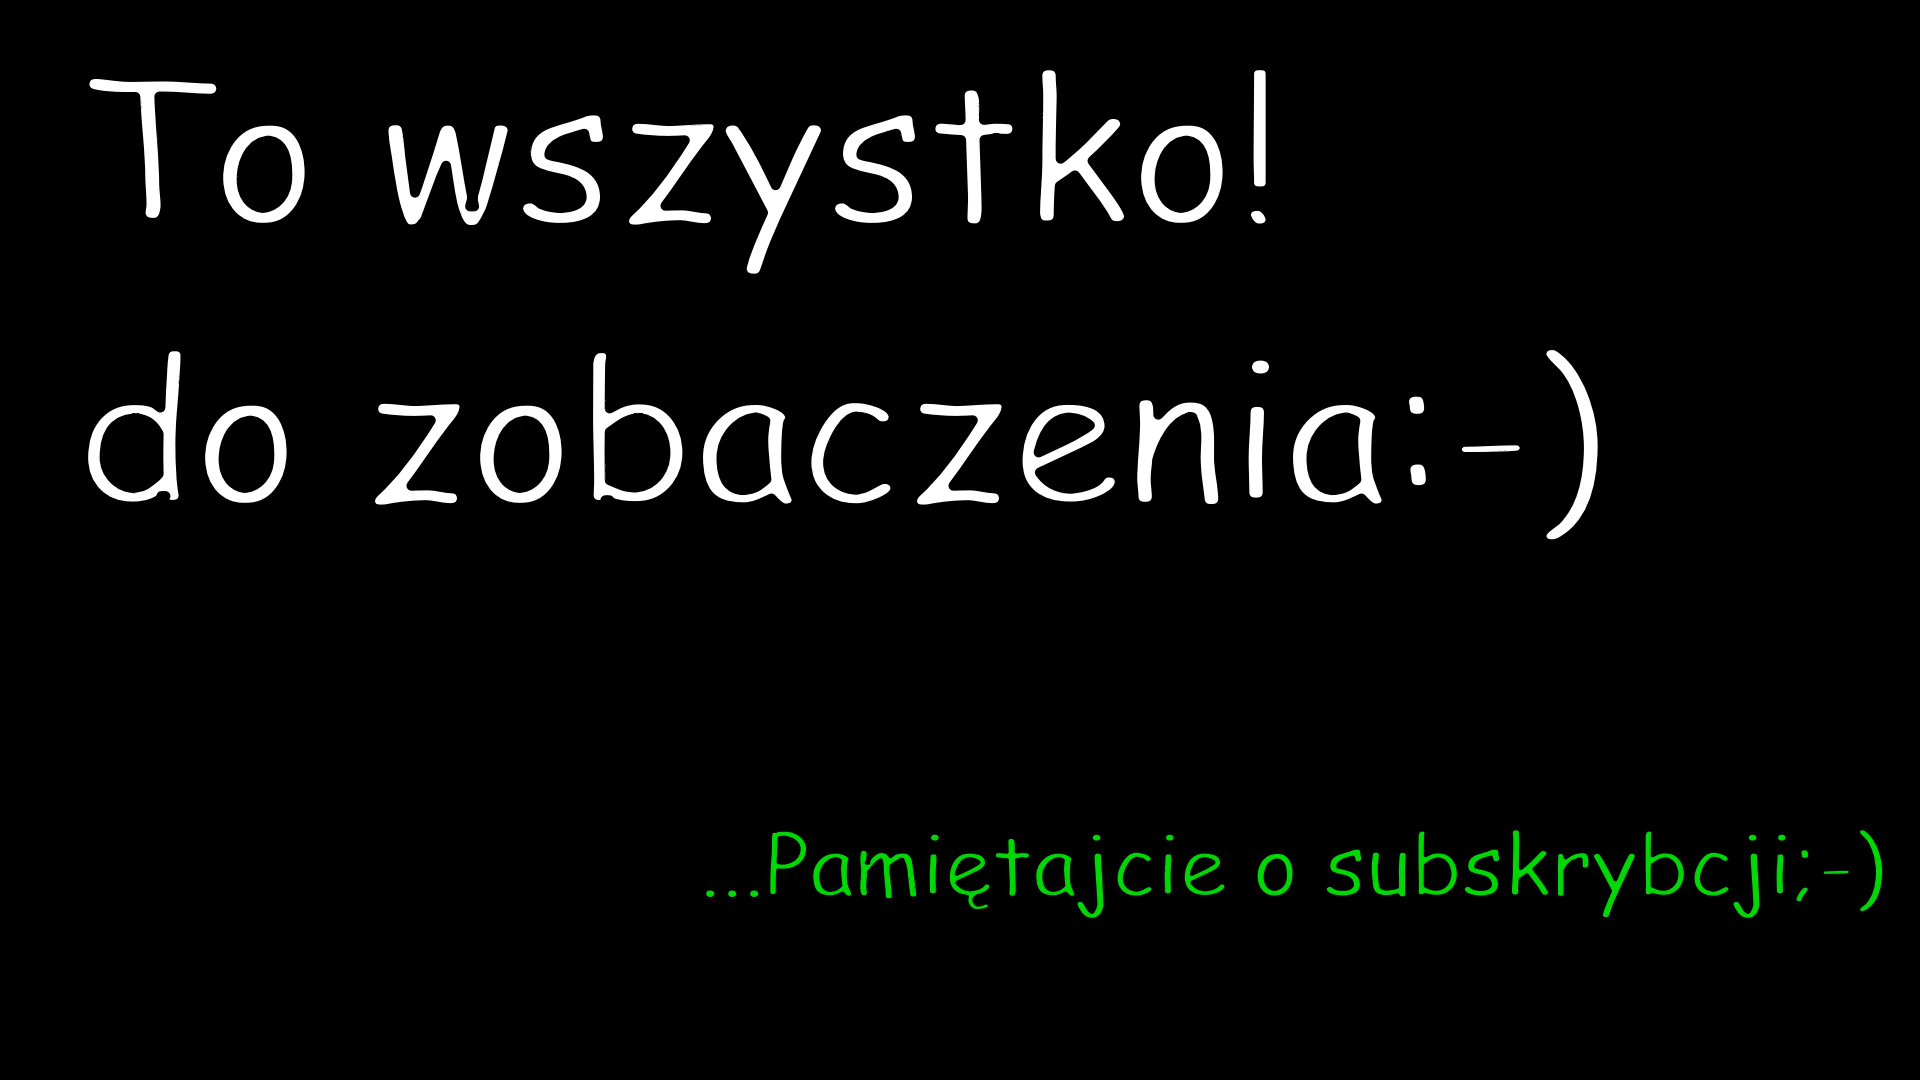 To wszystko!
do zobaczenia:-)
...Pamiętajcie o subskrybcji;-)